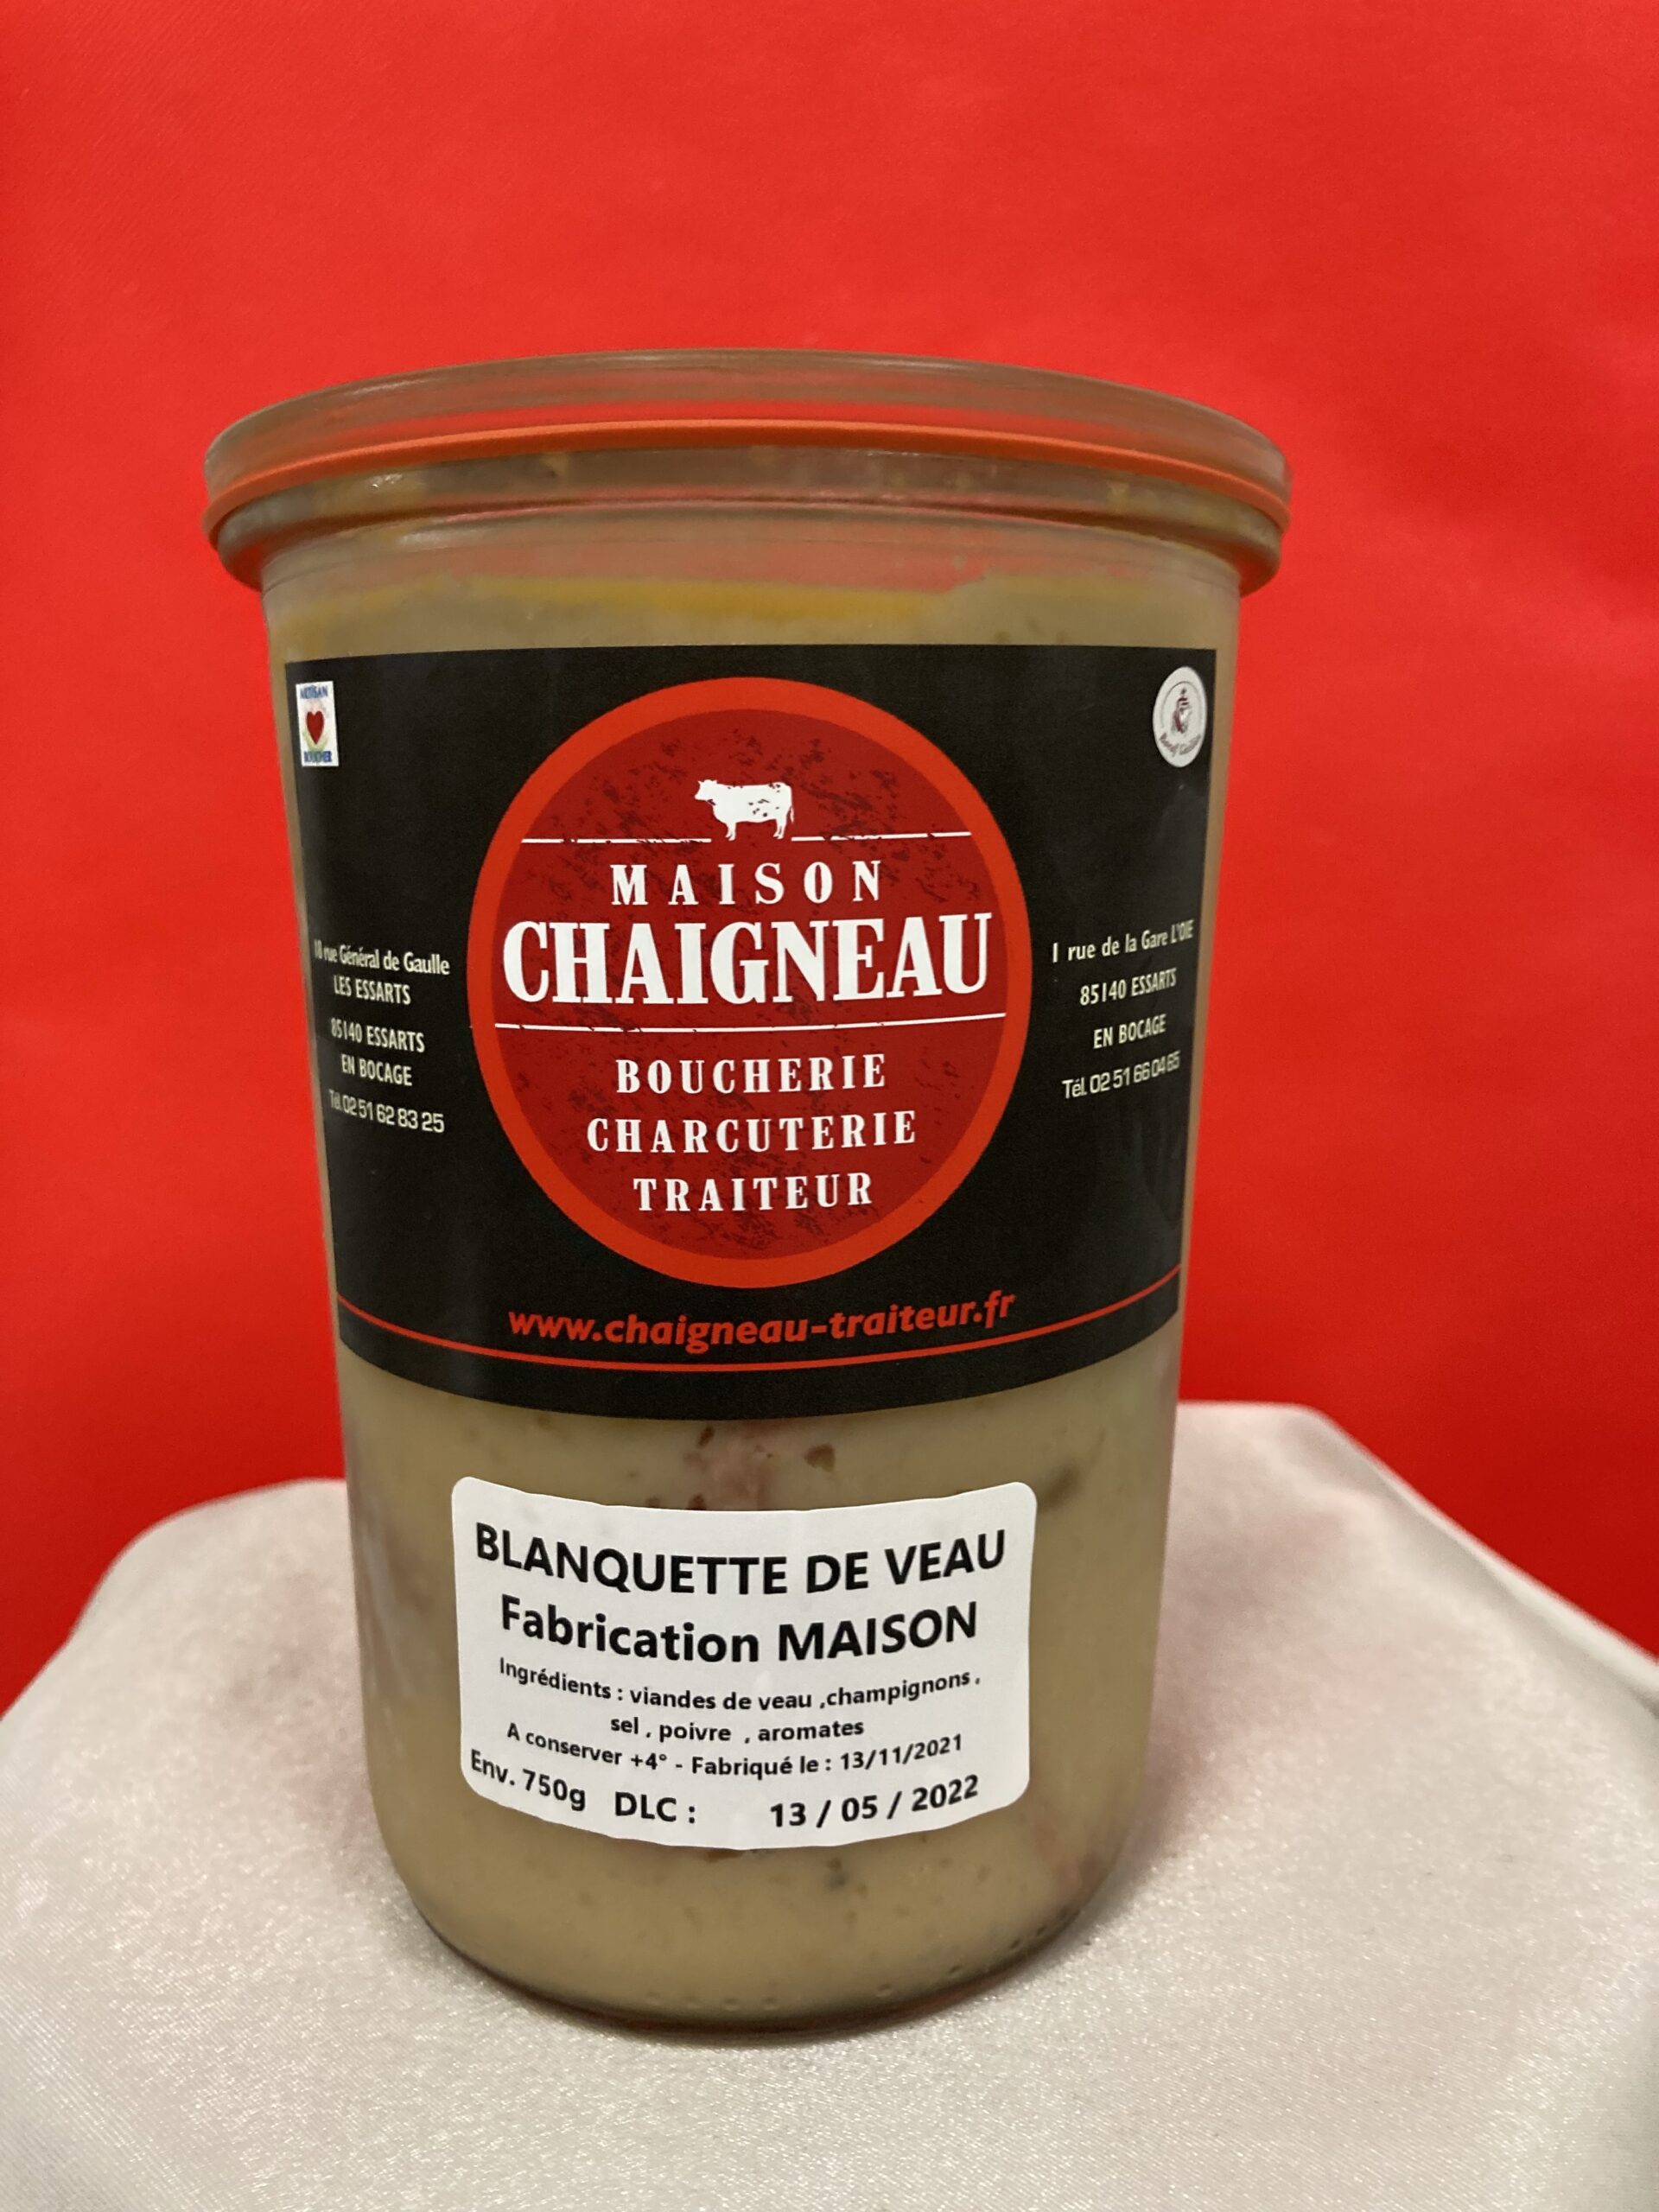 ARTISAN
BOUCHER
MAISON
CHAIGNEAU
BOUCHERIE
CHARCUTERIE
TRAITEUR
rue Général de Gaulle
LES ESSARTS
85140 ESSARTS
EN BOCAGE
Tél. 02 51 62 83 25
1 rue de la Gare L'OIE
85140 ESSARTS
EN BOCAGE
Tél. 02 51 66 04 65
www.chaigneau-traiteur.fr
BLANQUETTE DE VEAU
Fabrication MAISON
Ingrédients : viandes de veau ,champignons ,
sel , poivre , aromates
A conserver +4° - Fabriqué le : 13/11/2021
Env. 750g DLC : 13 / 05 / 2022